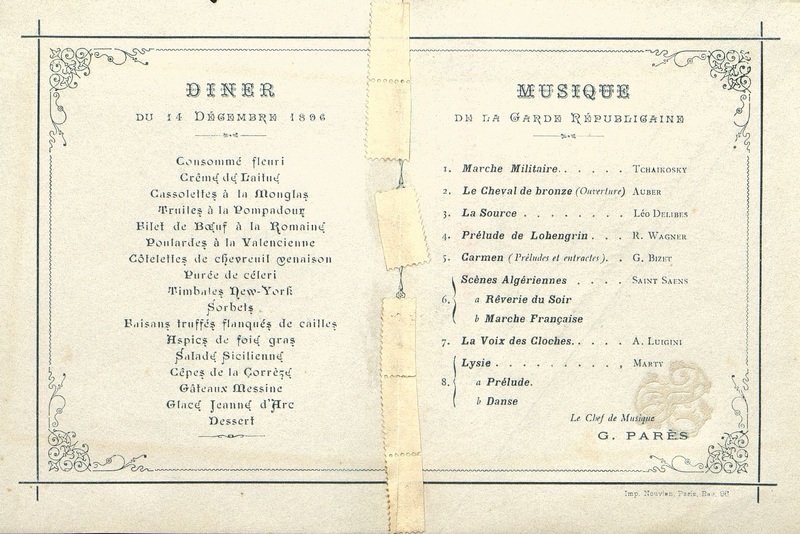 DINER
DU 14 DÉCEMBRE 1896
Consommé fleuri
Crême de Laitue
Cassolettes à la Monglas
Truites à la Pompadour
Filet de Bœuf à la Romaine
Poulardes à la Valencienne
Côtelettes de chevreuil venaison
Purée de céleri
Timbales New-York
Sorbets
Faisans truffés flanqués de cailles
Aspics de foie gras
Salade Sicilienne
Cêpes de la Corrèze
Gâteaux Messine
Glace Jeanne d'Arc
Dessert
MUSIQUE
DE LA GARDE RÉPUBLICAINE
1. Marche Militaire. . . . . . TCHAIKOSKY
2. Le Cheval de bronze (Ouverture) AUBER
3. La Source . . . . . . . . LÉO DELIBES
4. Prélude de Lohengrin . . . R. WAGNER
5. Carmen (Préludes et entractes). . G. BIZET
6. Scènes Algériennes . . . . SAINT SAENS
a Rêverie du Soir
b Marche Française
7. La Voix des Cloches. . . . . A. LUIGINI
8. Lysie . . . . . . . . . . , MARTY
a Prélude.
b Danse
Le Chef de Musique
G. PARÈS
Imp. Nouvian, Paris,